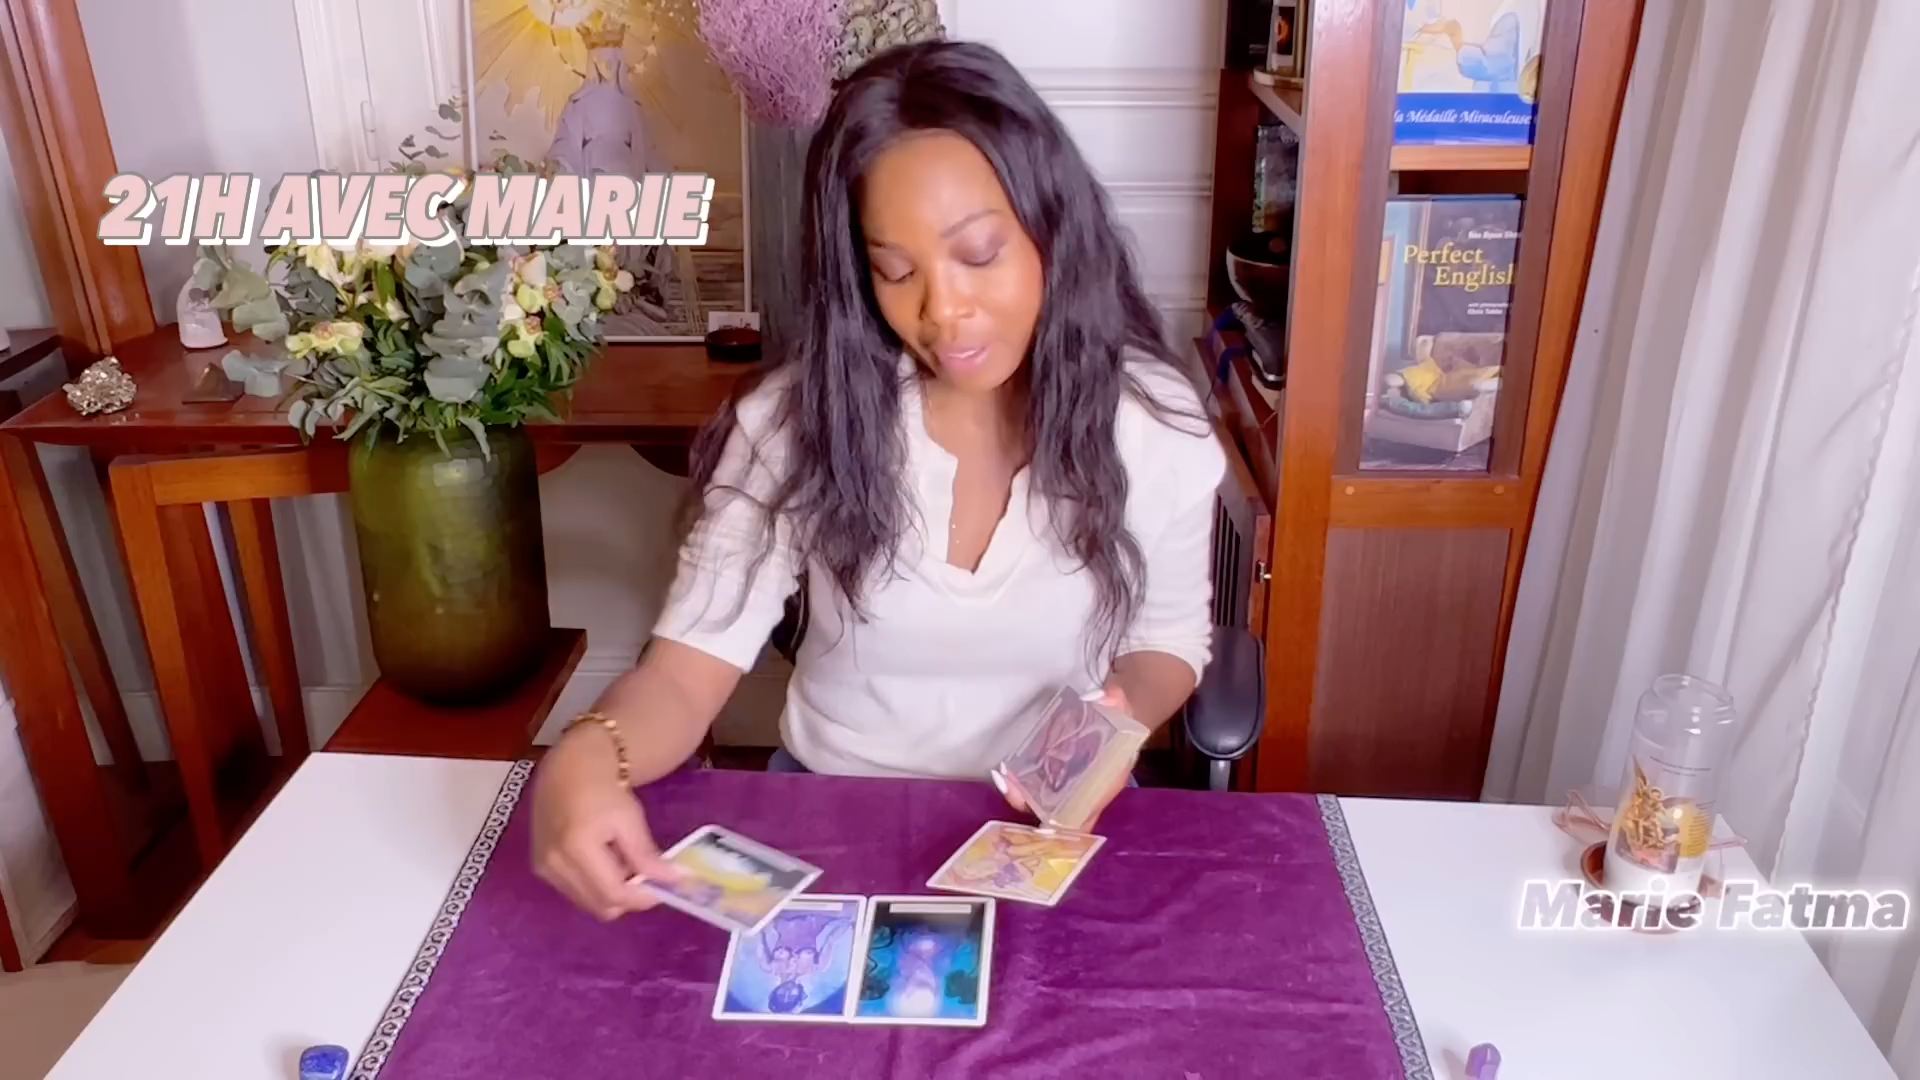 21H AVEC MARIE
la Médaille Miraculeuse
Perfect
English
Marie Fatma